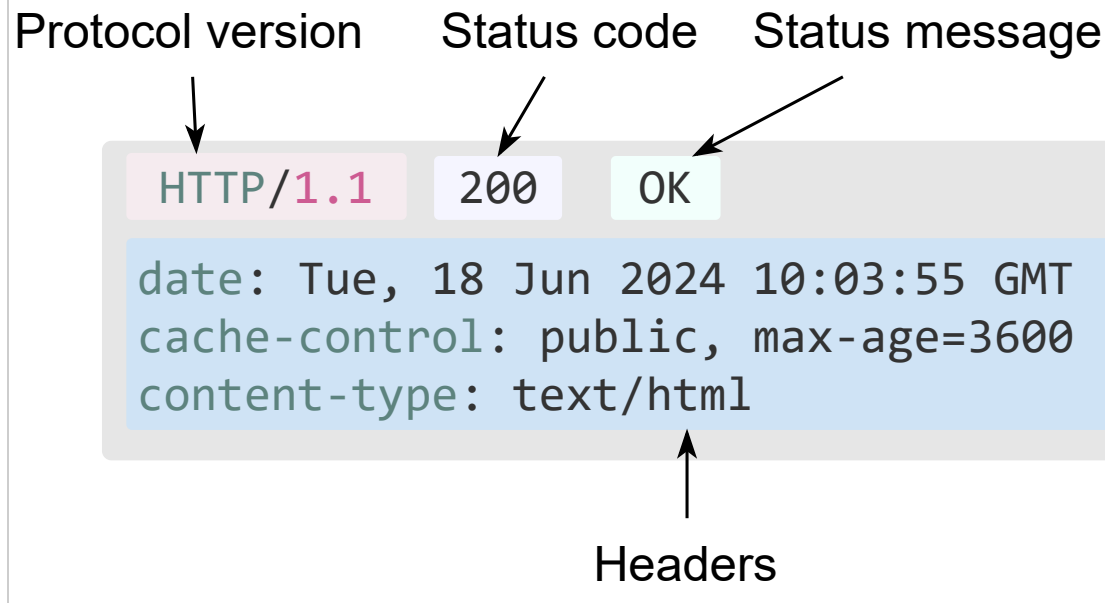 Protocol version Status code Status message
HTTP/1.1 200 OK
date: Tue, 18 Jun 2024 10:03:55 GMT
cache-control: public, max-age=3600
content-type: text/html
Headers